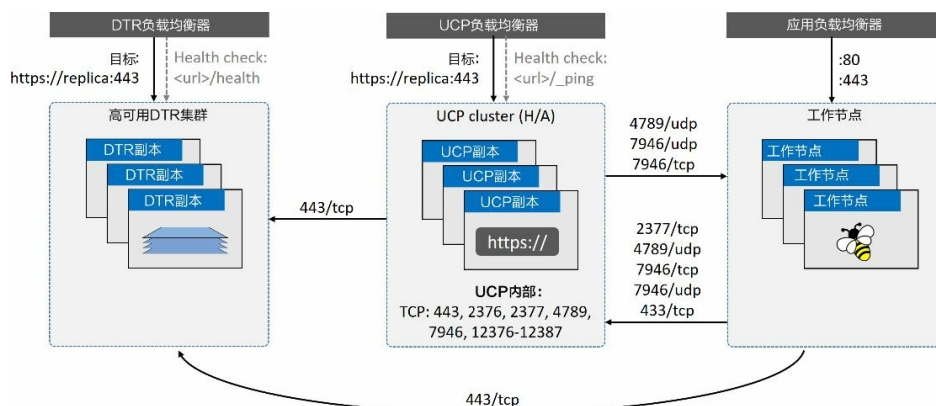 DTR负载均衡器
UCP负载均衡器
应用负载均衡器
目标:
https://replica:443
Health check:
<url>/health
目标:
https://replica:443
Health check:
<url>/_ping
:80
:443
高可用DTR集群
DTR副本
DTR副本
DTR副本
443/tcp
UCP cluster (H/A)
UCP副本
UCP副本
UCP副本
https://
UCP内部：
TCP: 443, 2376, 2377, 4789,
7946, 12376-12387
4789/udp
7946/udp
7946/tcp
2377/tcp
4789/udp
7946/tcp
7946/udp
433/tcp
工作节点
工作节点
工作节点
工作节点
443/tcp